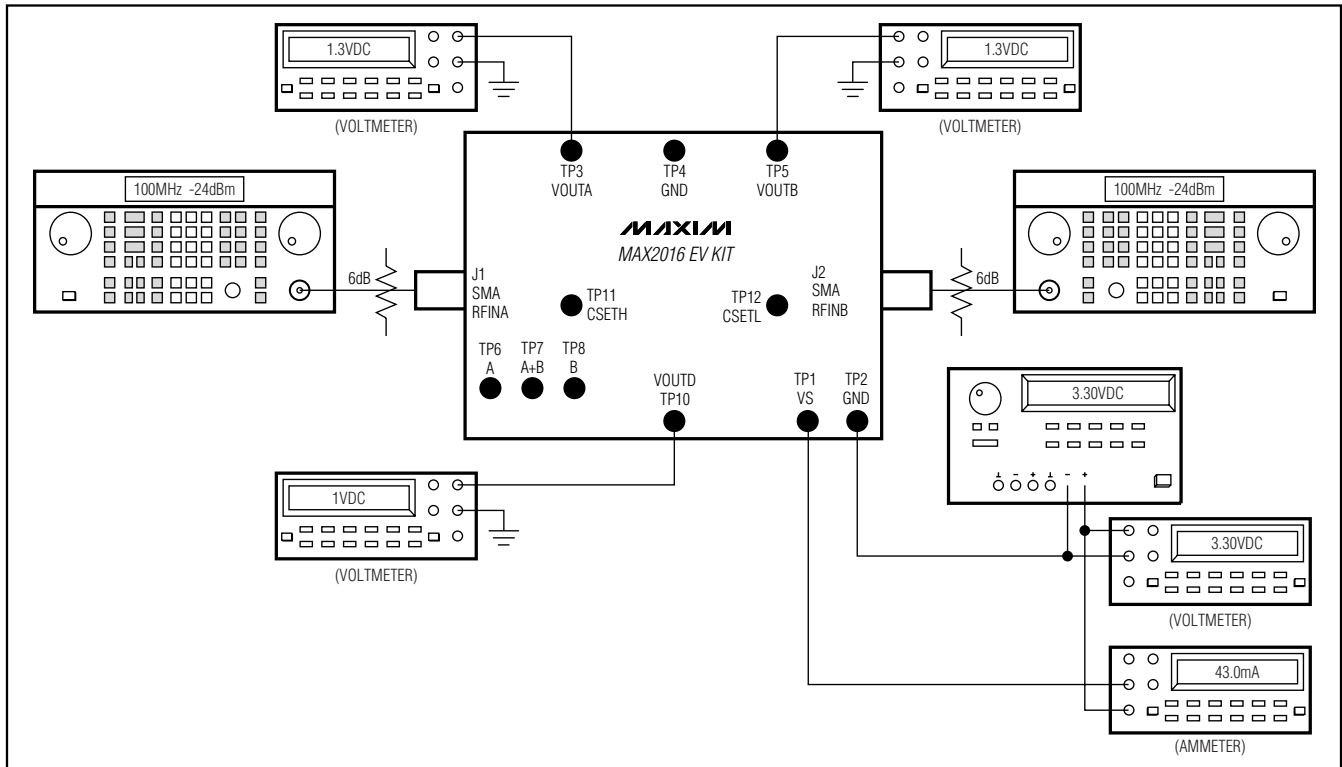 1.3VDC
(VOLTMETER)
1.3VDC
(VOLTMETER)
TP3
VOUTA
TP4
GND
TP5
VOUTB
100MHz -24dBm
100MHz -24dBm
MAXIM
MAX2016 EV KIT
6dB
J1
SMA
RFINA
TP11
CSETH
TP12
CSETL
J2
SMA
RFINB
6dB
TP6
A
TP7
A+B
TP8
B
VOUTD
TP10
TP1
VS
TP2
GND
3.30VDC
- + - +
1VDC
(VOLTMETER)
3.30VDC
(VOLTMETER)
43.0mA
(AMMETER)